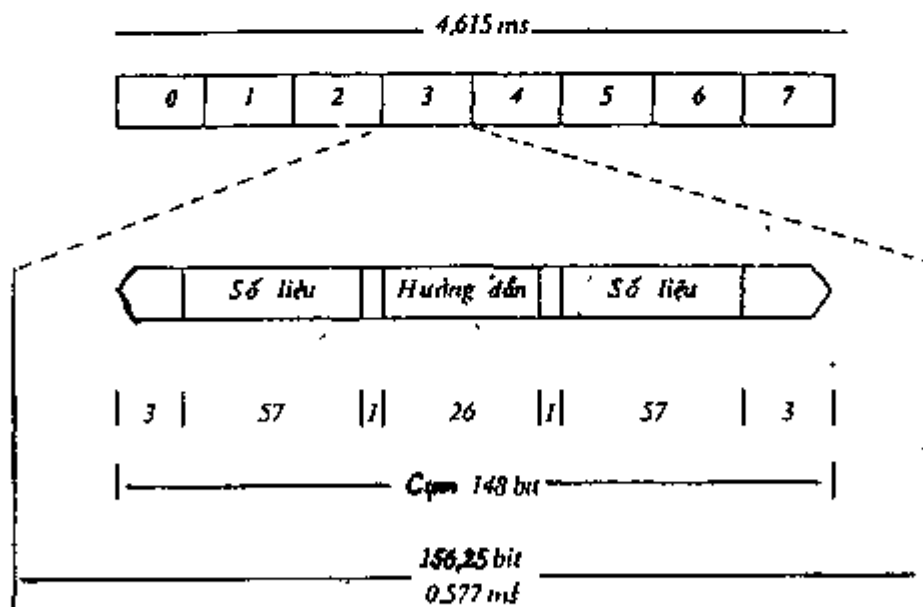 4,615 ms
0 1 2 3 4 5 6 7
Số liệu Hướng dẫn Số liệu
3 57 1 26 1 57 3
Cụm 148 bit
156,25 bit
0.577 ms